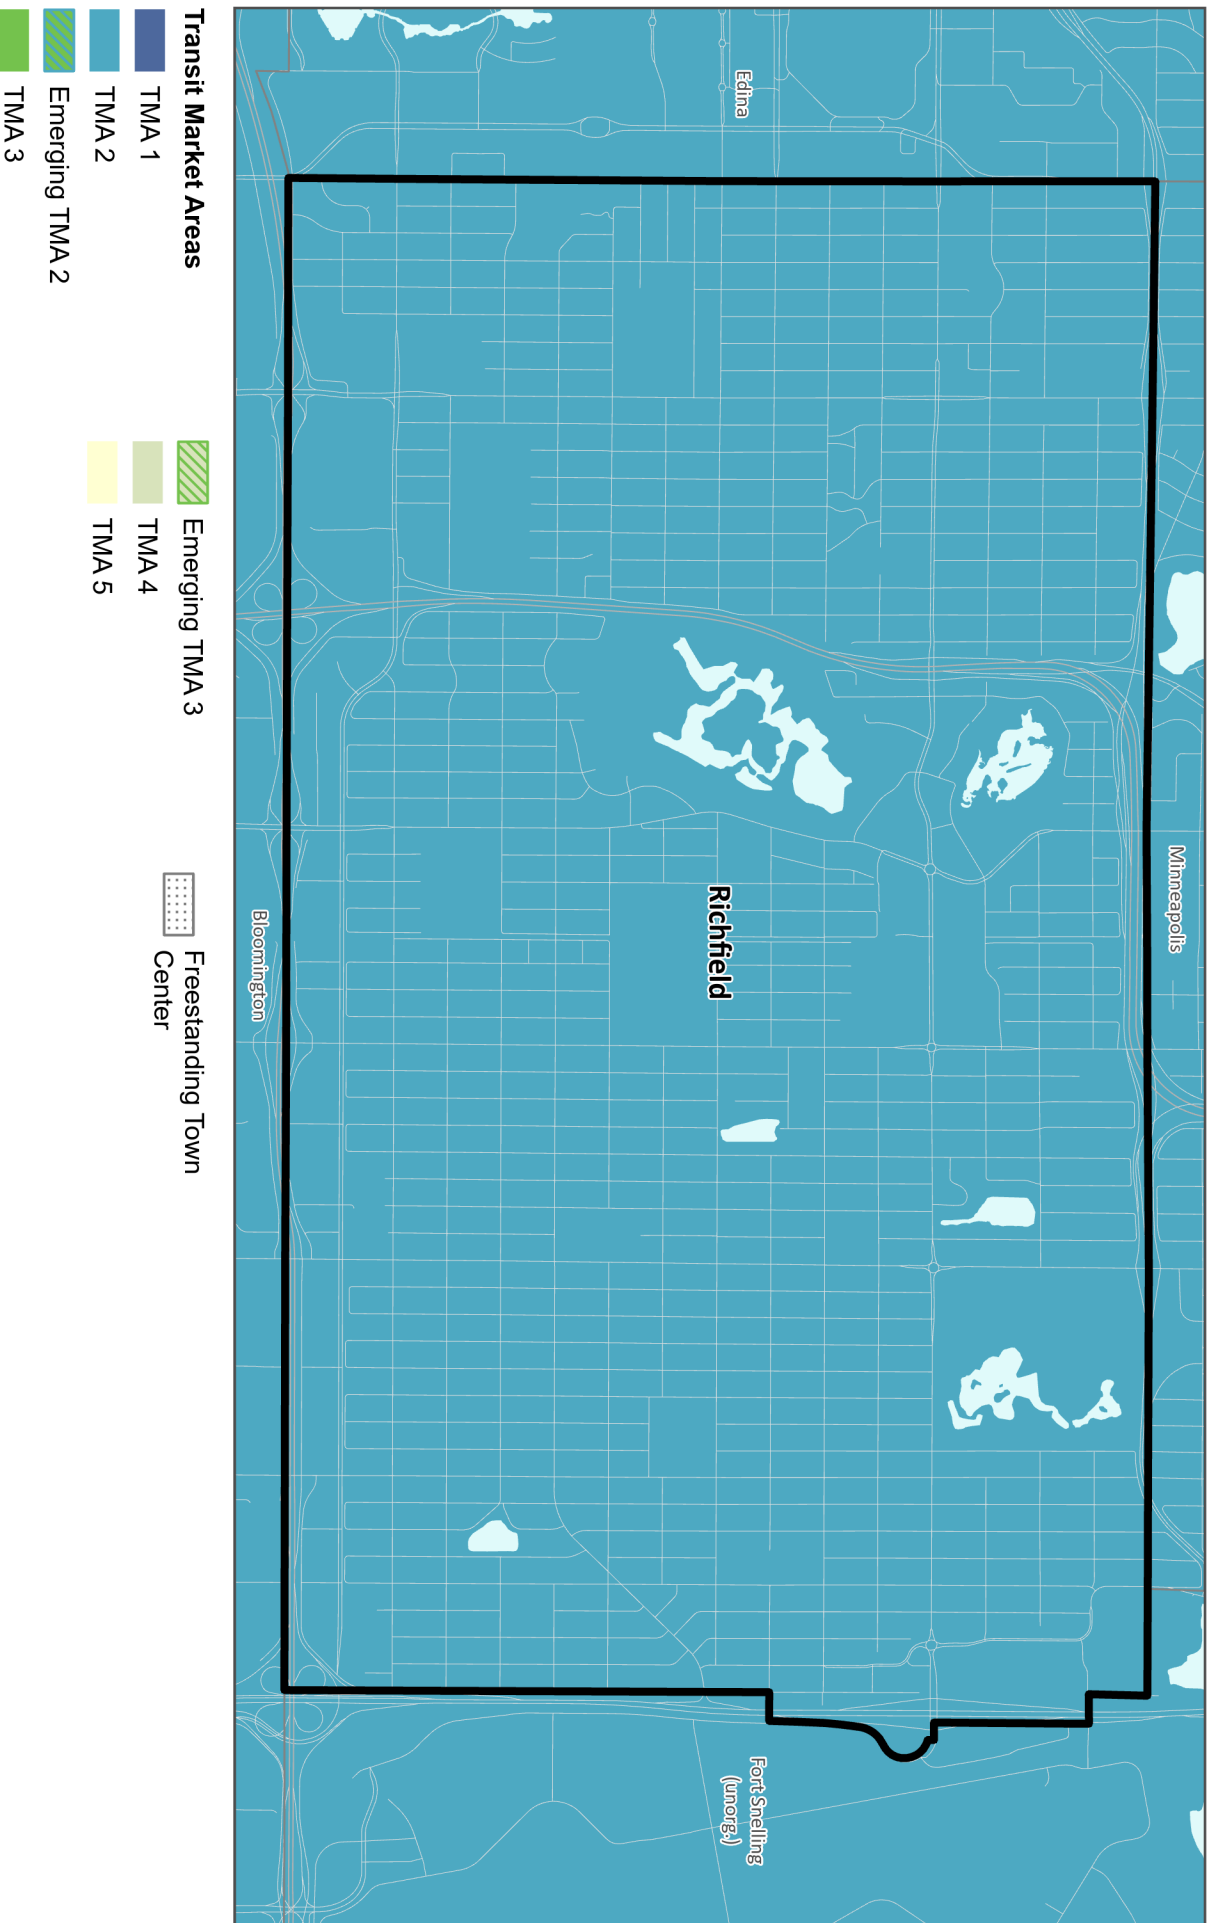 Edina
Minneapolis
Richfield
Bloomington
Fort Snelling
(unorg.)
Transit Market Areas
TMA 1
TMA 2
Emerging TMA 2
TMA 3
Emerging TMA 3
TMA 4
TMA 5
Freestanding Town
Center